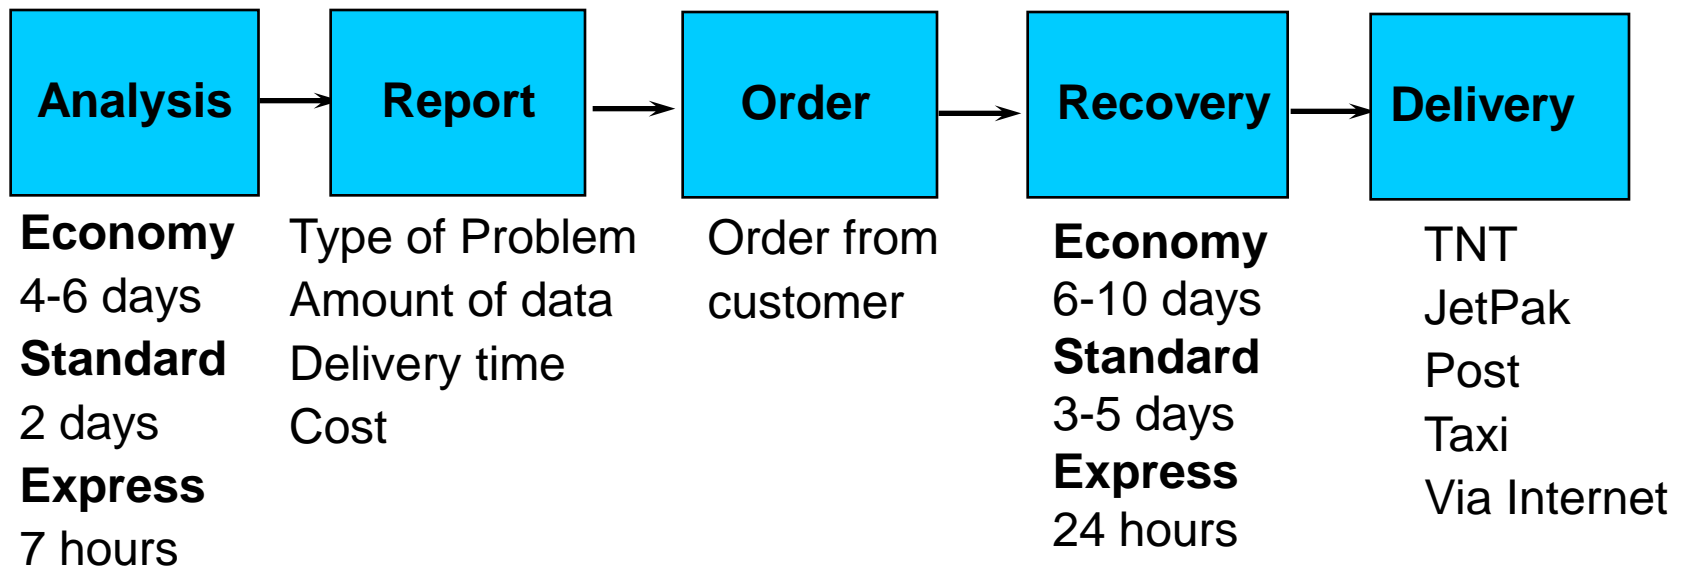 Analysis
Report
Order
Recovery
Delivery
Economy
4-6 days
Standard
2 days
Express
7 hours
Type of Problem
Amount of data
Delivery time
Cost
Order from
customer
Economy
6-10 days
Standard
3-5 days
Express
24 hours
TNT
JetPak
Post
Taxi
Via Internet